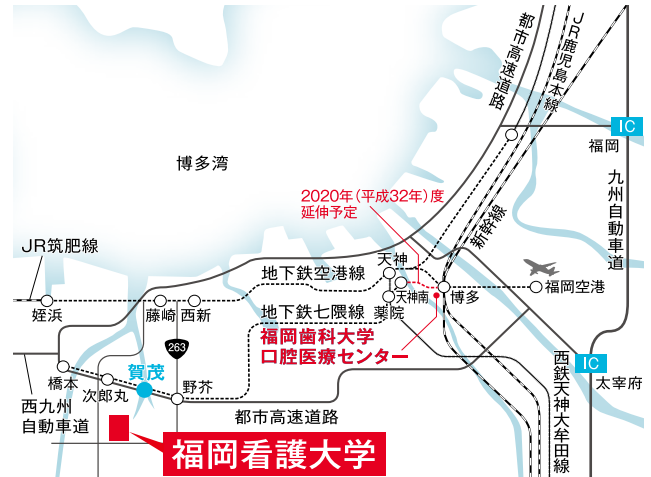 都市高速道路
JR鹿児島本線
IC
福岡
博多湾
九州自動車道
2020年(平成32年)度
延伸予定
新幹線
JR筑肥線
天神
地下鉄空港線
福岡空港
天神南
博多
姪浜
藤崎
西新
薬院
地下鉄七隈線
福岡歯科大学
口腔医療センター
263
IC
太宰府
橋本
賀茂
次郎丸
野芥
西鉄天神大牟田線
西九州
自動車道
都市高速道路
福岡看護大学